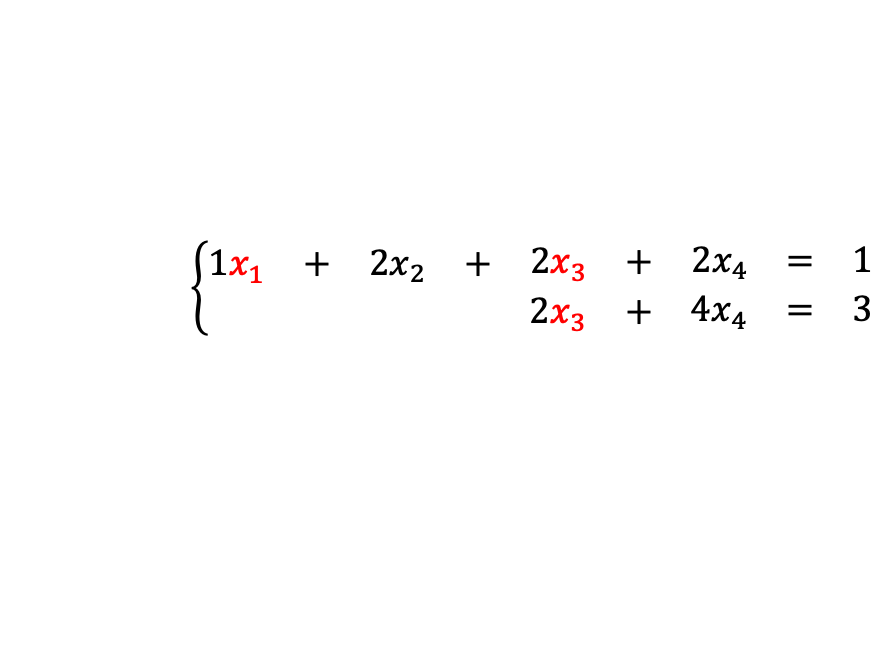 1x₁ + 2x₂ + 2x₃ + 2x₄ = 1
2x₃ + 4x₄ = 3